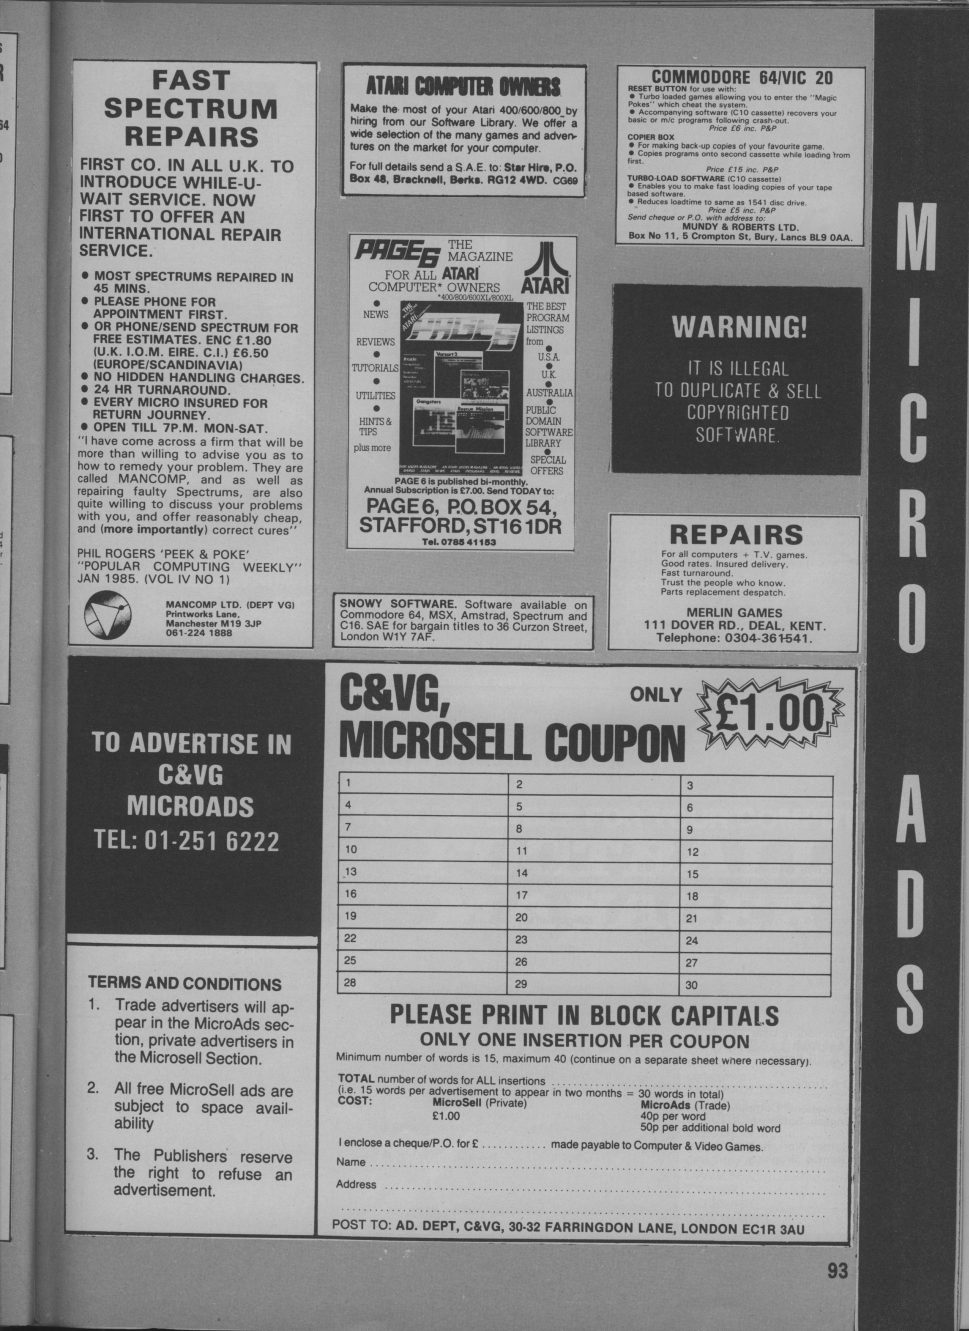 FAST
SPECTRUM
REPAIRS
FIRST CO. IN ALL U.K. TO
INTRODUCE WHILE-U-
WAIT SERVICE. NOW
FIRST TO OFFER AN
INTERNATIONAL REPAIR
SERVICE.
● MOST SPECTRUMS REPAIRED IN
45 MINS.
● PLEASE PHONE FOR
APPOINTMENT FIRST.
● OR PHONE/SEND SPECTRUM FOR
FREE ESTIMATES. ENC £1.80
(U.K. I.O.M. EIRE. C.I.) £6.50
(EUROPE/SCANDINAVIA)
● NO HIDDEN HANDLING CHARGES.
● 24 HR TURNAROUND.
● EVERY MICRO INSURED FOR
RETURN JOURNEY.
● OPEN TILL 7P.M. MON-SAT.
"I have come across a firm that will be
more than willing to advise you as to
how to remedy your problem. They are
called MANCOMP, and as well as
repairing faulty Spectrums, are also
quite willing to discuss your problems
with you, and offer reasonably cheap,
and (more importantly) correct cures"
PHIL ROGERS 'PEEK & POKE'
"POPULAR COMPUTING WEEKLY"
JAN 1985. (VOL IV NO 1)
MANCOMP LTD. (DEPT VG)
Printworks Lane,
Manchester M19 3JP
061-224 1888
ATARI COMPUTER OWNERS
Make the most of your Atari 400/600/800 by
hiring from our Software Library. We offer a
wide selection of the many games and adven-
tures on the market for your computer.
For full details send a S.A.E. to: Star Hire, P.O.
Box 48, Bracknell, Berks. RG12 4WD. CG69
PAGE 6 THE
MAGAZINE
FOR ALL ATARI
COMPUTER* OWNERS
*400/800/600XL/800XL
ATARI
● NEWS
REVIEWS
● TUTORIALS
● UTILITIES
● HINTS &
TIPS
plus more
PAGE 6
Gauntlet
Rescue Mission
THE BEST
PROGRAM
LISTINGS
from
● U.S.A.
● U.K.
● AUSTRALIA
● PUBLIC
DOMAIN
SOFTWARE
LIBRARY
● SPECIAL
OFFERS
PAGE 6 is published bi-monthly.
Annual Subscription is £7.00. Send TODAY to:
PAGE 6, P.O. BOX 54,
STAFFORD, ST16 1DR
Tel. 0785 41153
SNOWY SOFTWARE. Software available on
Commodore 64, MSX, Amstrad, Spectrum and
C16. SAE for bargain titles to 36 Curzon Street,
London W1Y 7AF.
COMMODORE 64/VIC 20
RESET BUTTON for use with:
● Turbo loaded games allowing you to enter the "Magic
Pokes" which cheat the system.
● Accompanying software (C10 cassette) recovers your
basic or m/c programs following crash-out.
Price £6 inc. P&P
COPIER BOX
● For making back-up copies of your favourite game.
● Copies programs onto second cassette while loading from
first.
Price £15 inc. P&P
TURBO-LOAD SOFTWARE (C10 cassette)
● Enables you to make fast loading copies of your tape
based software.
● Reduces loadtime to same as 1541 disc drive.
Price £5 inc. P&P
Send cheque or P.O. with address to:
MUNDY & ROBERTS LTD.
Box No 11, 5 Crompton St, Bury, Lancs BL9 0AA.
WARNING!
IT IS ILLEGAL
TO DUPLICATE & SELL
COPYRIGHTED
SOFTWARE.
REPAIRS
For all computers + T.V. games.
Good rates. Insured delivery.
Fast turnaround.
Trust the people who know.
Parts replacement despatch.
MERLIN GAMES
111 DOVER RD., DEAL, KENT.
Telephone: 0304-361541.
TO ADVERTISE IN
C&VG
MICROADS
TEL: 01-251 6222
TERMS AND CONDITIONS
1. Trade advertisers will ap-
pear in the MicroAds sec-
tion, private advertisers in
the Microsell Section.
2. All free MicroSell ads are
subject to space avail-
ability
3. The Publishers reserve
the right to refuse an
advertisement.
C&VG, ONLY £1.00
MICROSELL COUPON
1 2 3
4 5 6
7 8 9
10 11 12
13 14 15
16 17 18
19 20 21
22 23 24
25 26 27
28 29 30
PLEASE PRINT IN BLOCK CAPITALS
ONLY ONE INSERTION PER COUPON
Minimum number of words is 15, maximum 40 (continue on a separate sheet where necessary).
TOTAL number of words for ALL insertions
(i.e. 15 words per advertisement to appear in two months = 30 words in total)
COST: MicroSell (Private) MicroAds (Trade)
£1.00 40p per word
50p per additional bold word
I enclose a cheque/P.O. for £ ........... made payable to Computer & Video Games.
Name
Address
POST TO: AD. DEPT, C&VG, 30-32 FARRINGDON LANE, LONDON EC1R 3AU
MICRO ADS
93